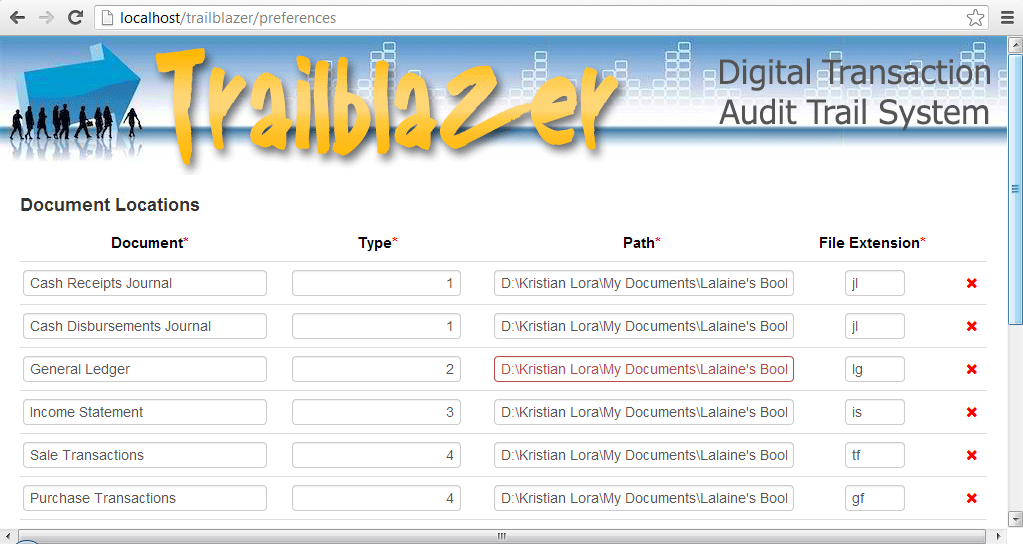 localhost/trailblazer/preferences
Trailblazer
Digital Transaction
Audit Trail System
Document Locations
Document* Type* Path* File Extension*
Cash Receipts Journal 1 D:\Kristian Lora\My Documents\Lalaine's Bool jl
Cash Disbursements Journal 1 D:\Kristian Lora\My Documents\Lalaine's Bool jl
General Ledger 2 D:\Kristian Lora\My Documents\Lalaine's Bool lg
Income Statement 3 D:\Kristian Lora\My Documents\Lalaine's Bool is
Sale Transactions 4 D:\Kristian Lora\My Documents\Lalaine's Bool tf
Purchase Transactions 4 D:\Kristian Lora\My Documents\Lalaine's Bool gf